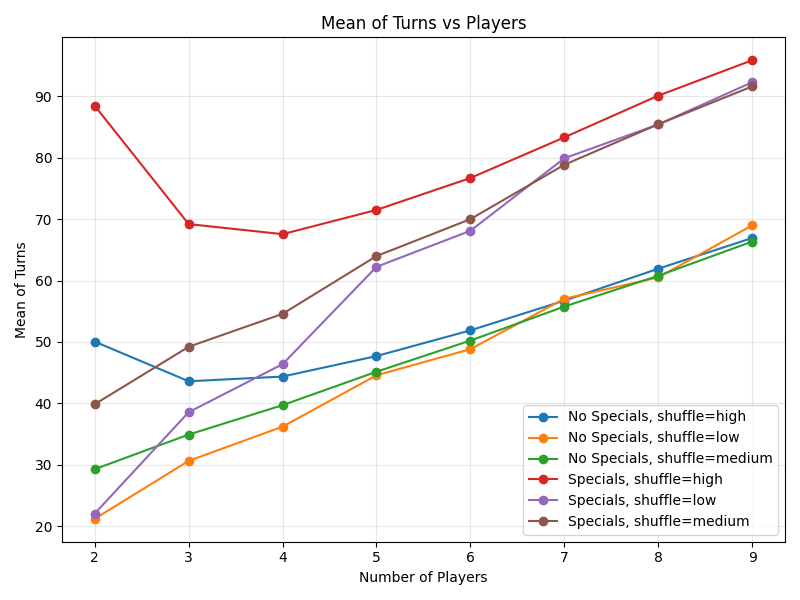 Mean of Turns vs Players
Mean of Turns
90
80
70
60
50
40
30
20
2 3 4 5 6 7 8 9
Number of Players
No Specials, shuffle=high
No Specials, shuffle=low
No Specials, shuffle=medium
Specials, shuffle=high
Specials, shuffle=low
Specials, shuffle=medium